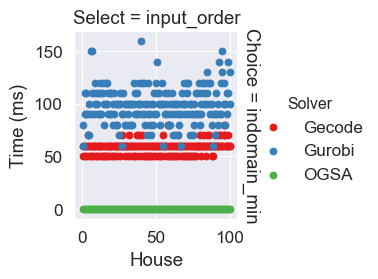 Select = input_order
Time (ms)
150
100
50
0
0
50
100
House
Choice = indomain_min
Solver
Gecode
Gurobi
OGSA